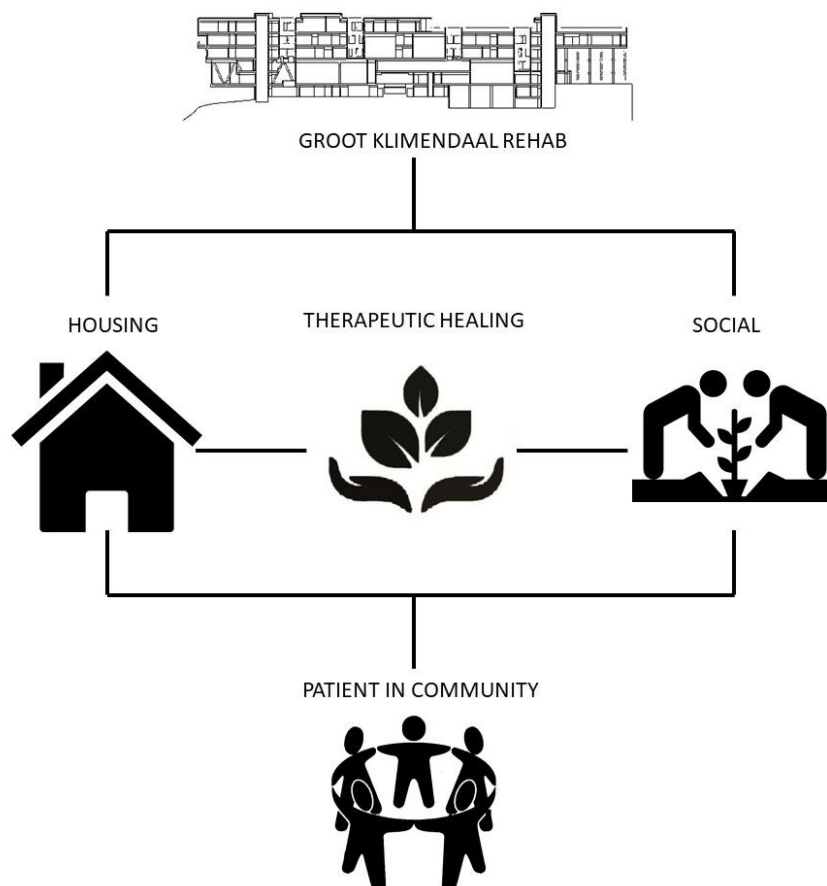 GROOT KLIMENDAAL REHAB
HOUSING
THERAPEUTIC HEALING
SOCIAL
PATIENT IN COMMUNITY